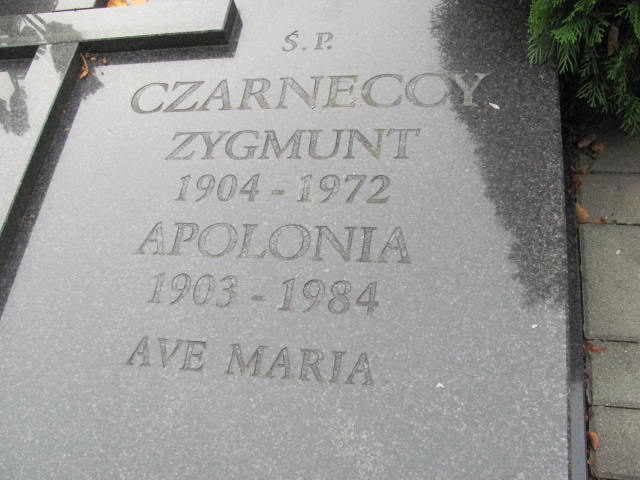 Ś. P.
CZARNECCY
ZYGMUNT
1904 - 1972
APOLONIA
1903 - 1984
AVE MARIA